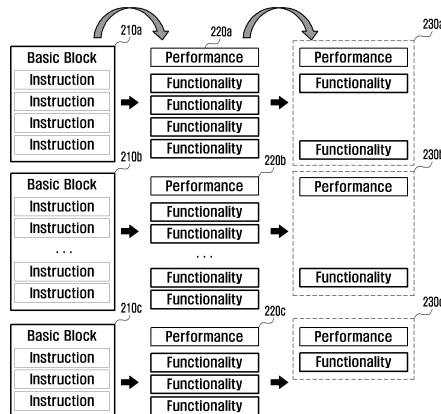 210a
220a
230a
Basic Block
Instruction
Instruction
Instruction
Instruction
Performance
Functionality
Functionality
Functionality
Functionality
Performance
Functionality
Functionality
210b
220b
230b
Basic Block
Instruction
Instruction
...
Instruction
Instruction
Performance
Functionality
Functionality
...
Functionality
Functionality
Performance
Functionality
210c
220c
230c
Basic Block
Instruction
Instruction
Instruction
Performance
Functionality
Functionality
Functionality
Performance
Functionality